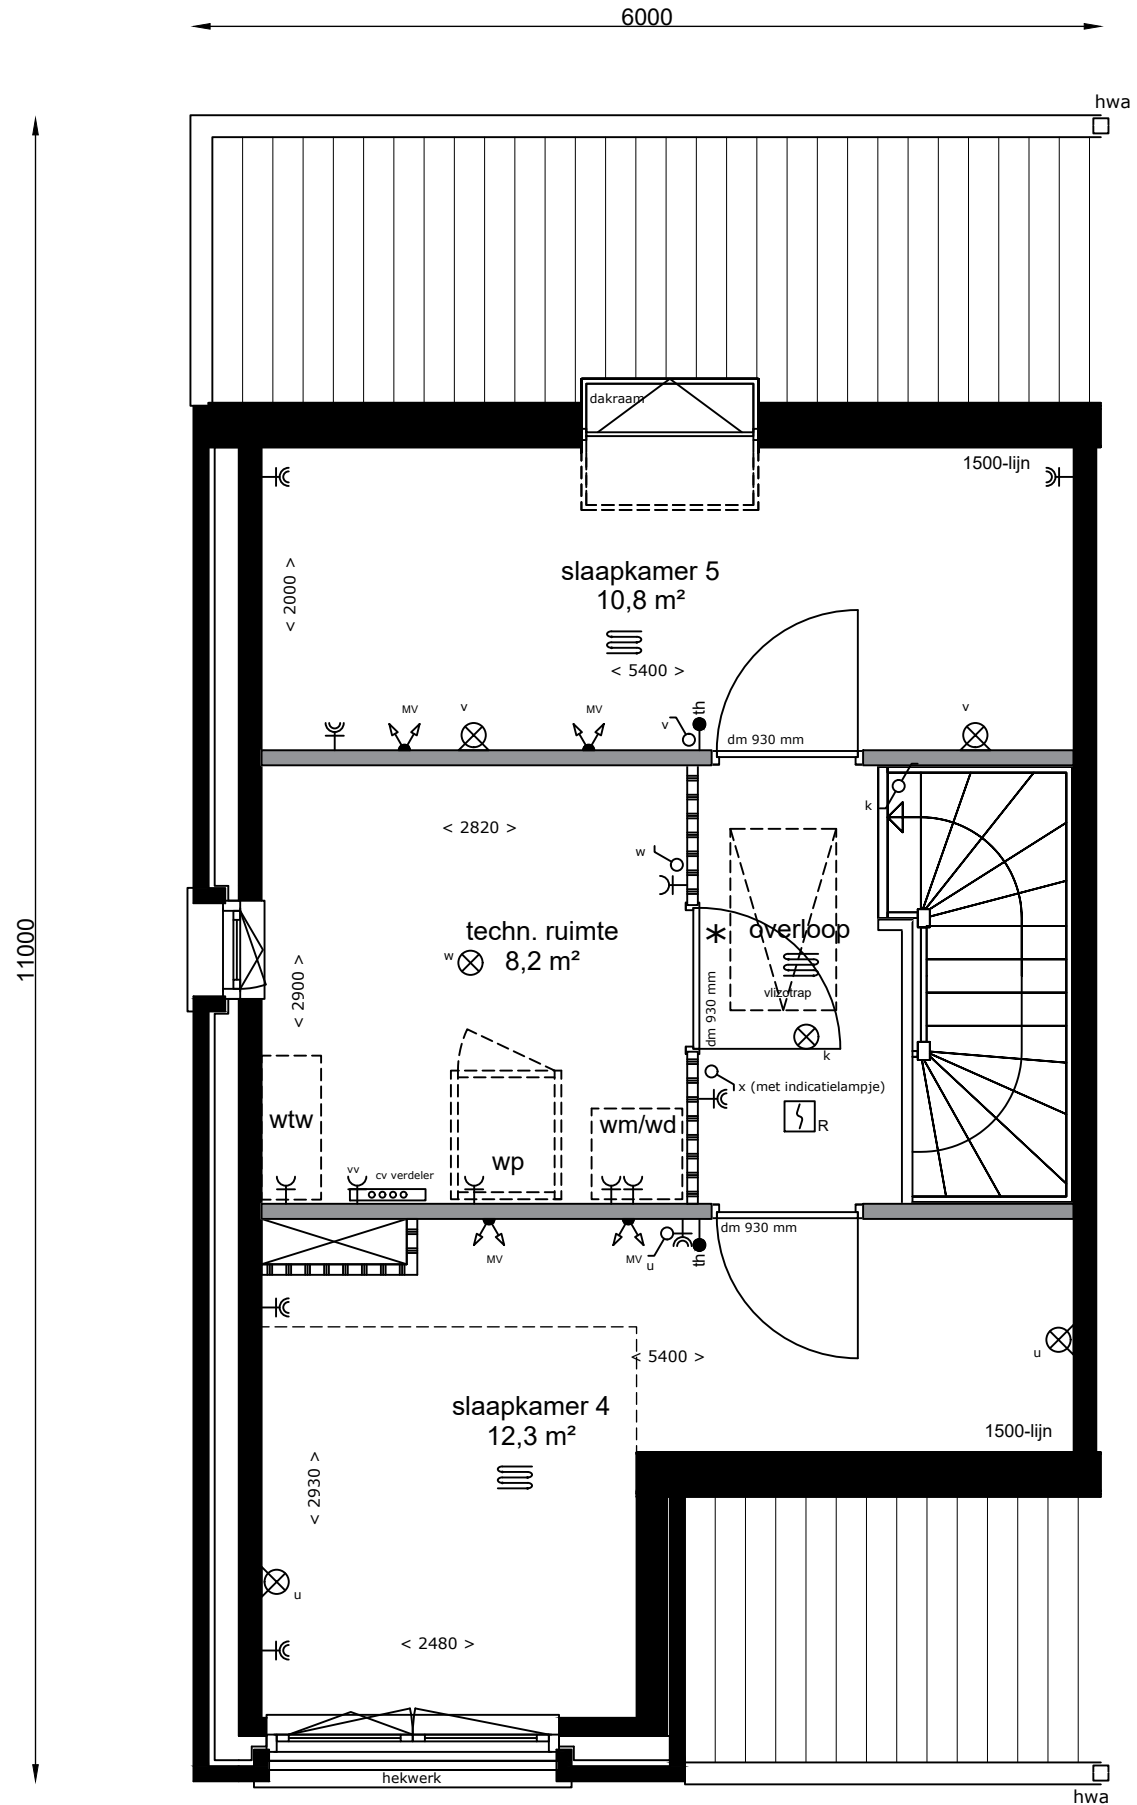 6000
hwa
11000
dakraam
1500-lijn
< 2000 >
slaapkamer 5
10,8 m²
< 5400 >
MV
v
MV
v
th
v
dm 930 mm
< 2820 >
k
w
techn. ruimte
8,2 m²
w
*
overloop
vlizotrap
< 2900 >
dm 930 mm
k
x (met indicatielampje)
R
wtw
wm/wd
wp
vv
cv verdeler
dm 930 mm
MV
MV
u
th
< 5400 >
u
slaapkamer 4
12,3 m²
1500-lijn
< 2930 >
u
< 2480 >
hekwerk
hwa